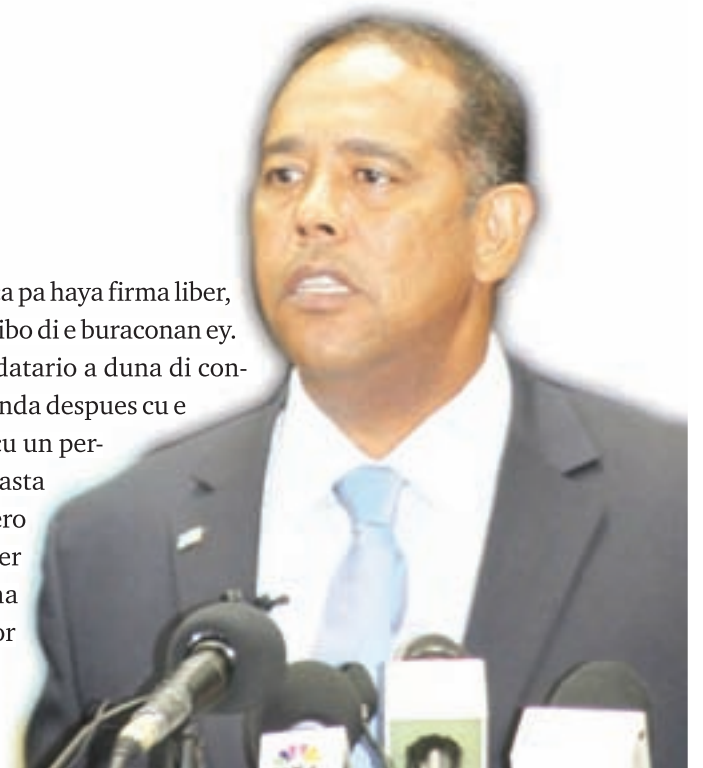 a pa haya firma liber,
ibo di e buraconan ey.
datario a duna di con-
nda despues cu e
cu un per-
asta
ero
er
na
or